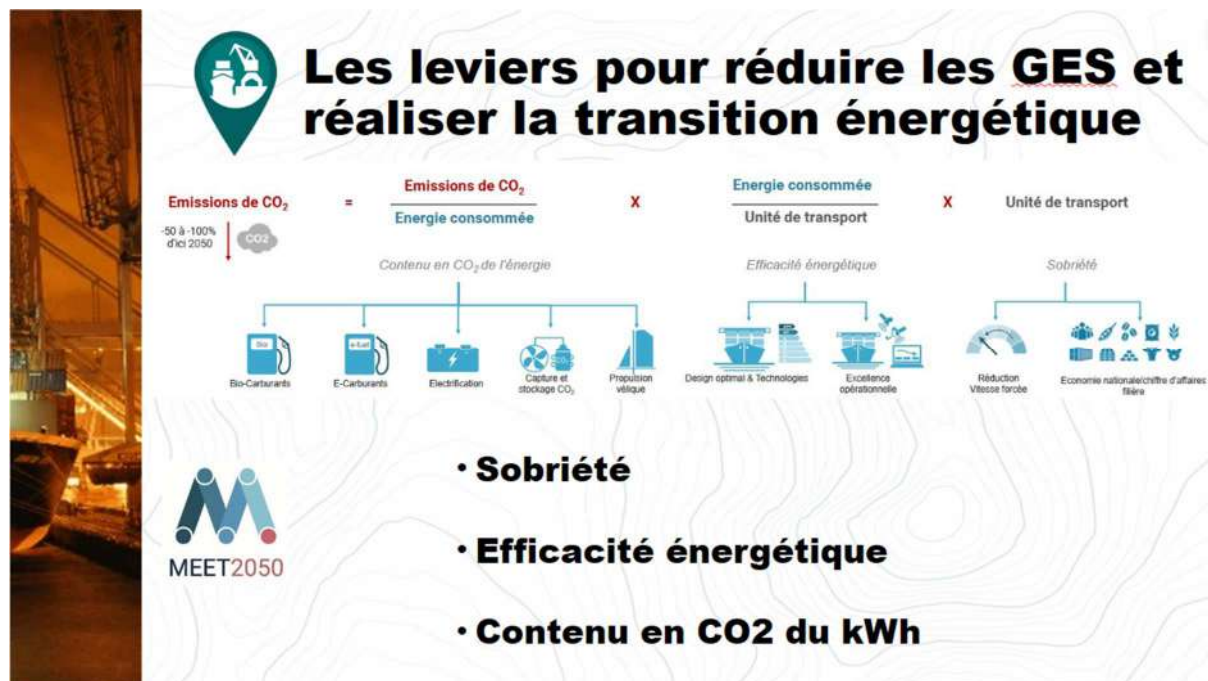 Les leviers pour réduire les GES et
réaliser la transition énergétique
Emissions de CO₂ = Emissions de CO₂ X Energie consommée X Unité de transport
Energie consommée Unité de transport
-50 à -100%
d'ici 2050
CO2
Contenu en CO₂ de l'énergie Efficacité énergétique Sobriété
Bio
e-fuel
CO₂
Bio-Carburants E-Carburants Electrification Capture et
stockage CO₂
Propulsion
vélique
Design optimal & Technologies Excellence
opérationnelle
Réduction
Vitesse forcée
Economie nationale/chiffre d'affaires
filière
• Sobriété
• Efficacité énergétique
• Contenu en CO2 du kWh
MEET2050